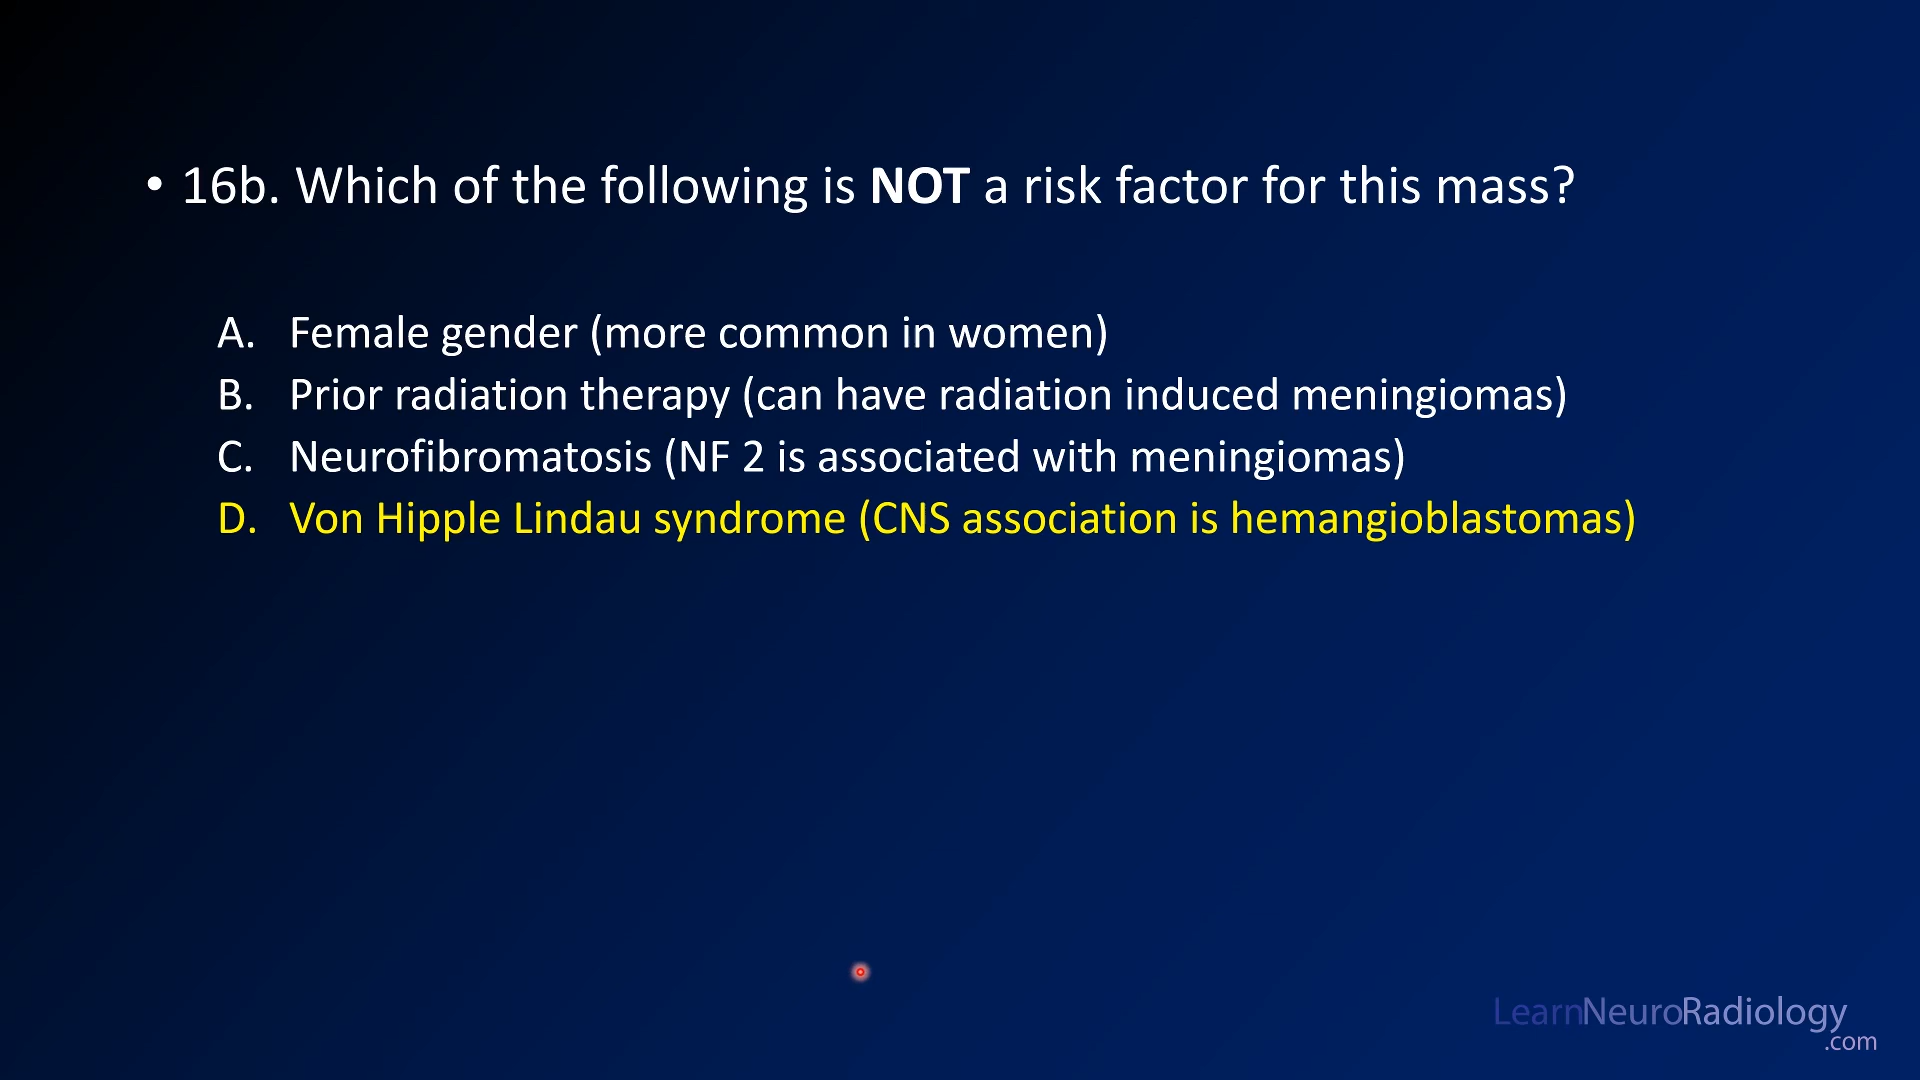 • 16b. Which of the following is NOT a risk factor for this mass?
A. Female gender (more common in women)
B. Prior radiation therapy (can have radiation induced meningiomas)
C. Neurofibromatosis (NF 2 is associated with meningiomas)
D. Von Hipple Lindau syndrome (CNS association is hemangioblastomas)
LearnNeuroRadiology
.com